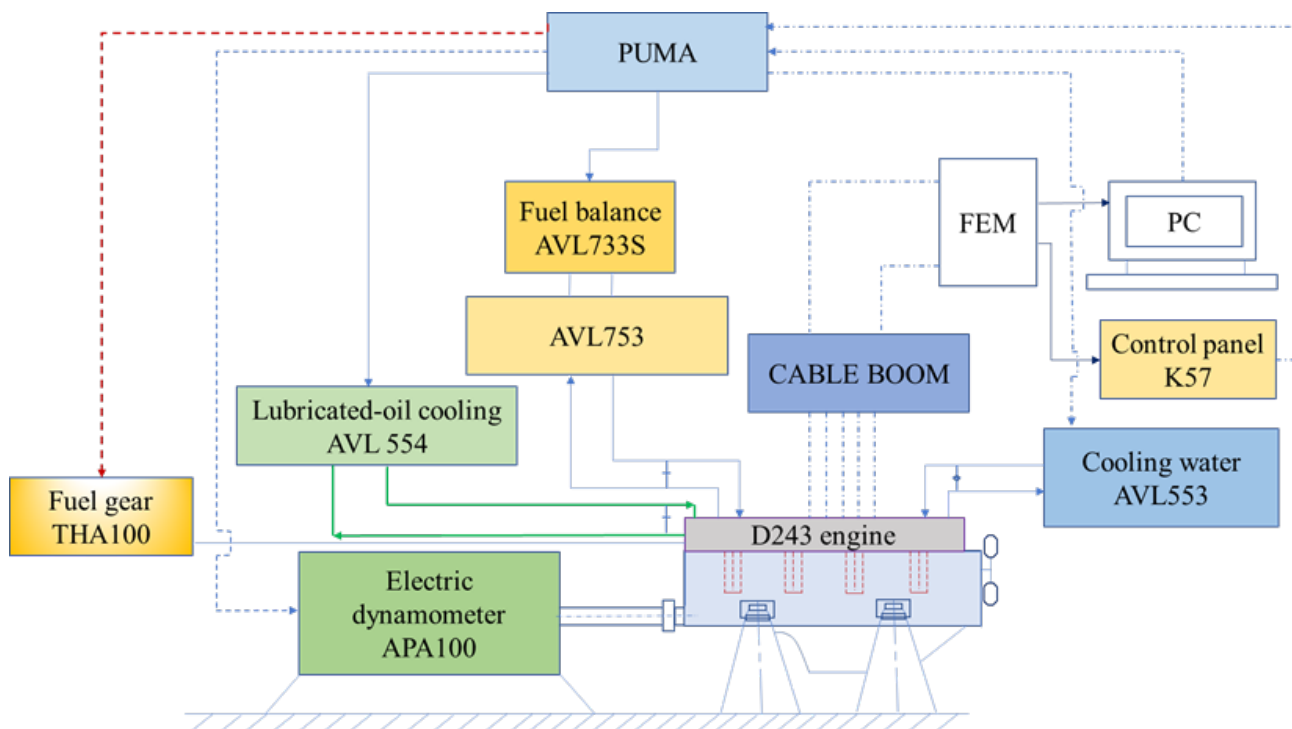 PUMA
Fuel balance
AVL733S
FEM
PC
AVL753
Control panel
K57
CABLE BOOM
Lubricated-oil cooling
AVL 554
Cooling water
AVL553
Fuel gear
THA100
D243 engine
Electric
dynamometer
APA100